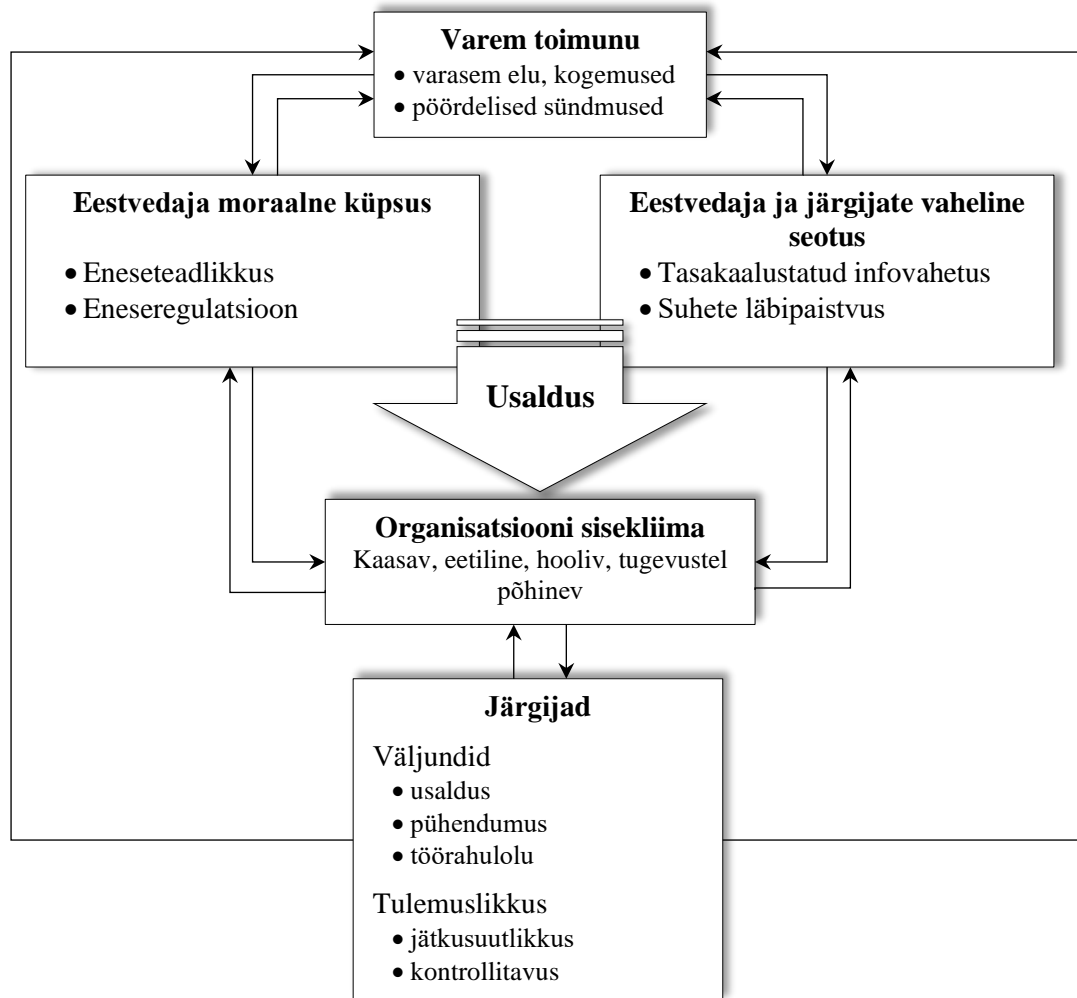 Varem toimunu
• varasem elu, kogemused
• pöördelised sündmused
Eestvedaja moraalne küpsus
• Eneseteadlikkus
• Eneseregulatsioon
Eestvedaja ja järgijate vaheline
seotus
• Tasakaalustatud infovahetus
• Suhete läbipaistvus
Usaldus
Organisatsiooni sisekliima
Kaasav, eetiline, hooliv, tugevustel
põhinev
Järgijad
Väljundid
• usaldus
• pühendumus
• töörahulolu
Tulemuslikkus
• jätkusuutlikkus
• kontrollitavus